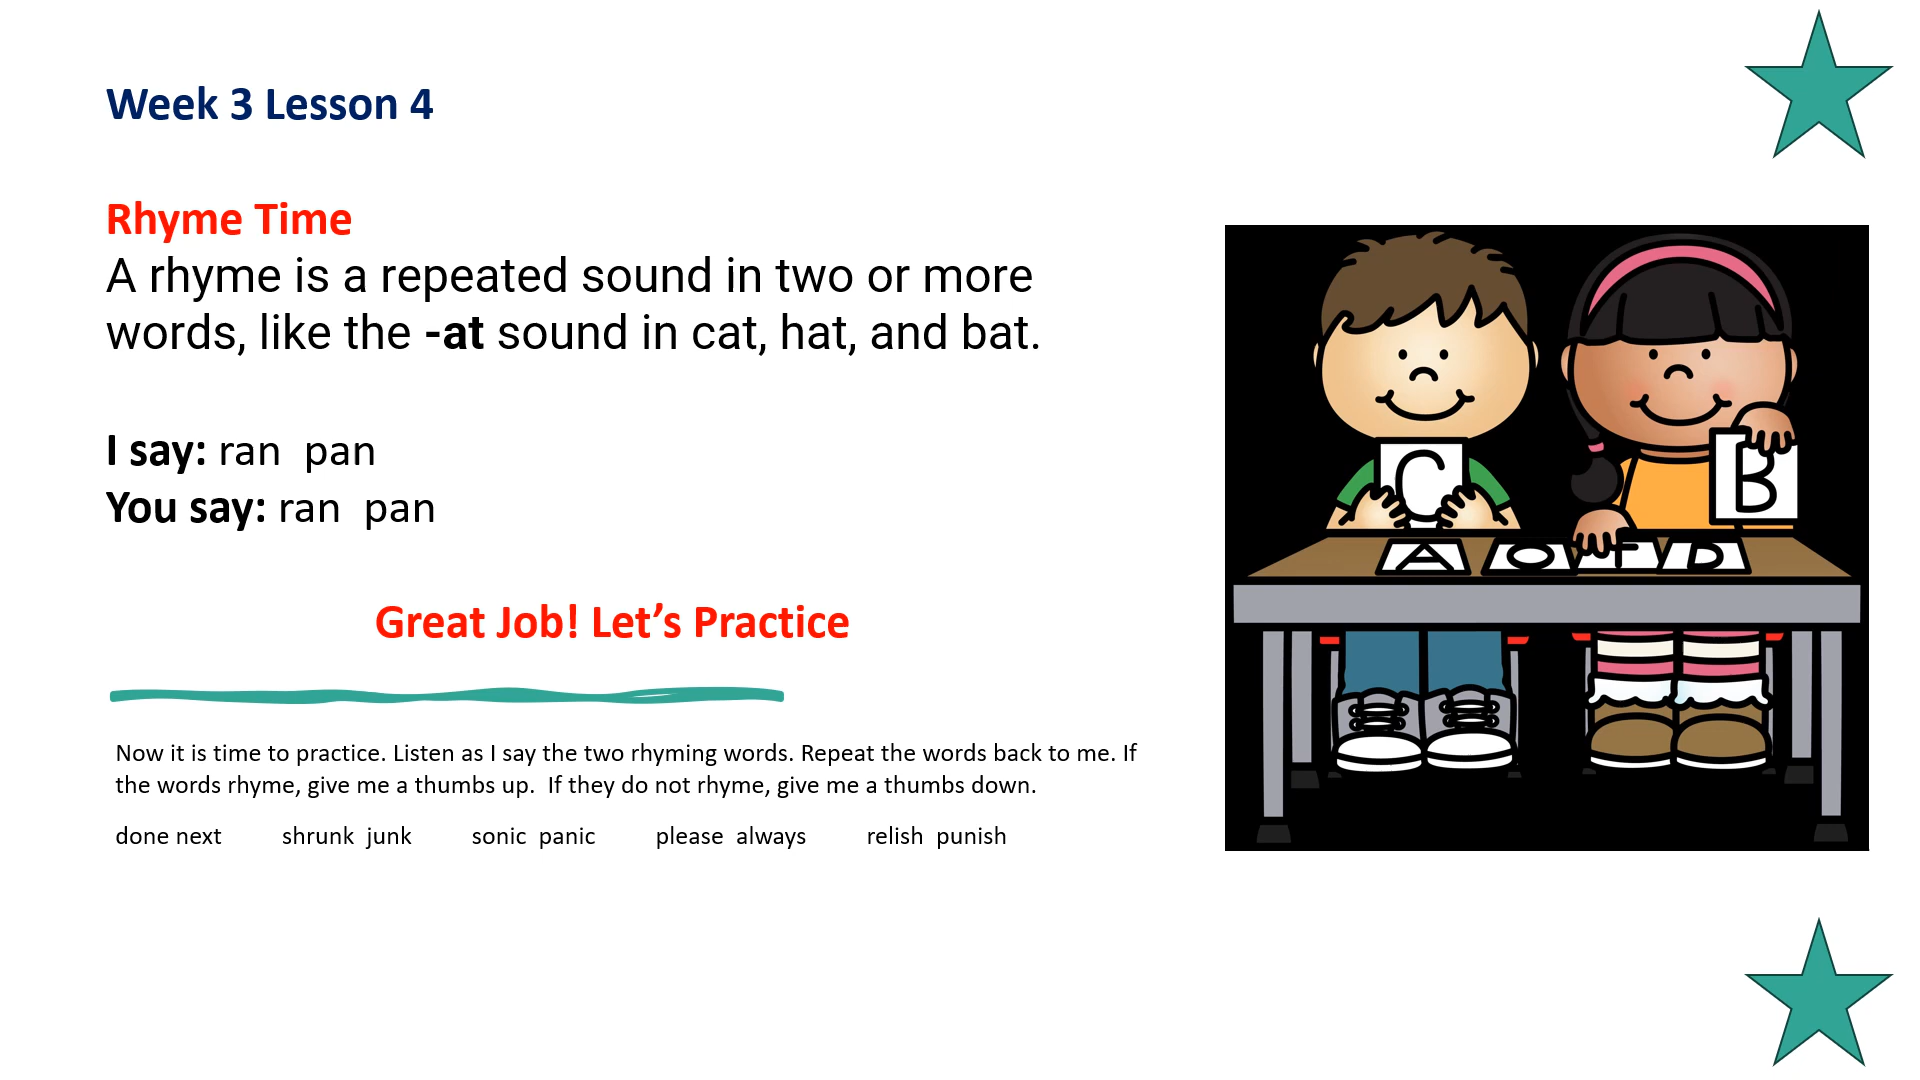 Week 3 Lesson 4
Rhyme Time
A rhyme is a repeated sound in two or more
words, like the -at sound in cat, hat, and bat.
I say: ran pan
You say: ran pan
Great Job! Let’s Practice
Now it is time to practice. Listen as I say the two rhyming words. Repeat the words back to me. If
the words rhyme, give me a thumbs up. If they do not rhyme, give me a thumbs down.
done next shrunk junk sonic panic please always relish punish
C
B
A O F D